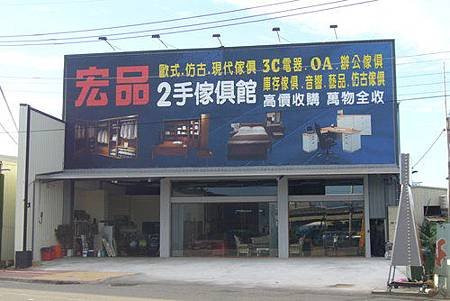 宏品
歐式.仿古.現代傢俱
2手傢俱館
3C電器.OA.辦公傢俱
庫存傢俱.音響.藝品.仿古傢俱
高價收購 萬物全收